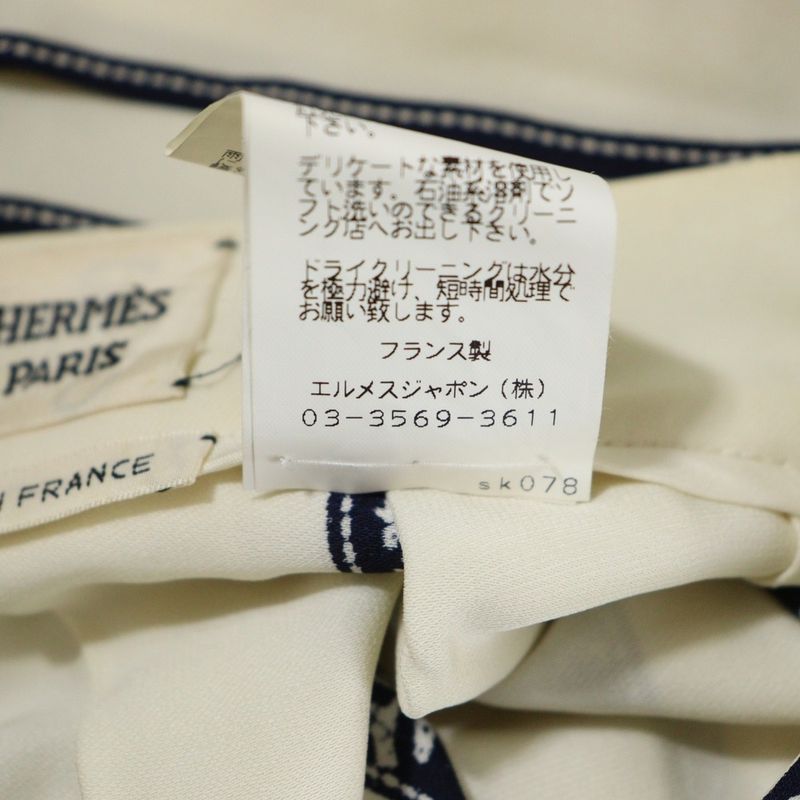 下さい。
デリケートな素材を使用し
ています。石油系溶剤でソ
フト洗いのできるクリーニ
ング店へお出し下さい。
ドライクリーニングは水分
を極力避け、短時間処理で
お願い致します。
フランス製
エルメスジャポン（株）
03-3569-3611
sk078
HERMÈS
PARIS
FRANCE